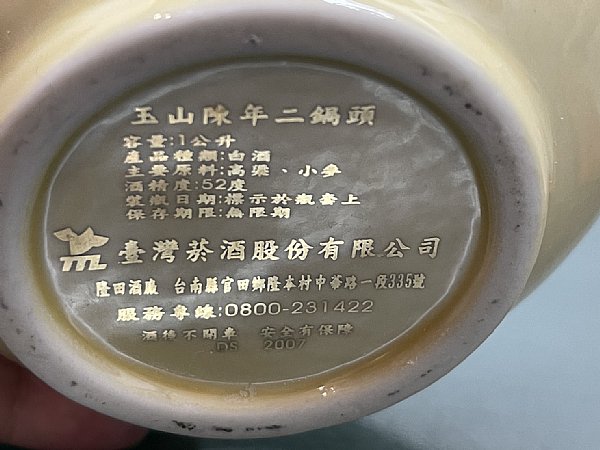 玉山陳年二鍋頭
容量:1公升
產品種類:白酒
主要原料:高粱、小麥
酒精度:52度
製瓶日期:標示於瓶套上
保存期限:無限期
臺灣菸酒股份有限公司
隆田酒廠 台南縣官田鄉隆本村中華路一段335號
服務專線:0800-231422
酒後不開車 安全有保障
DS 2007